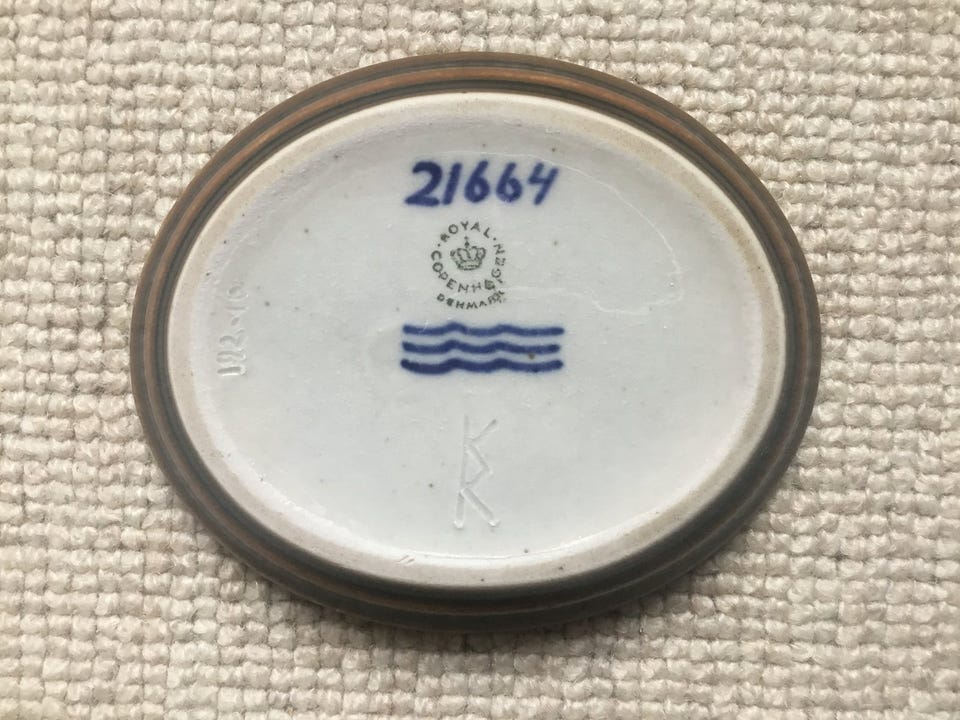 21664
ROYAL
COPENHAGEN
DENMARK